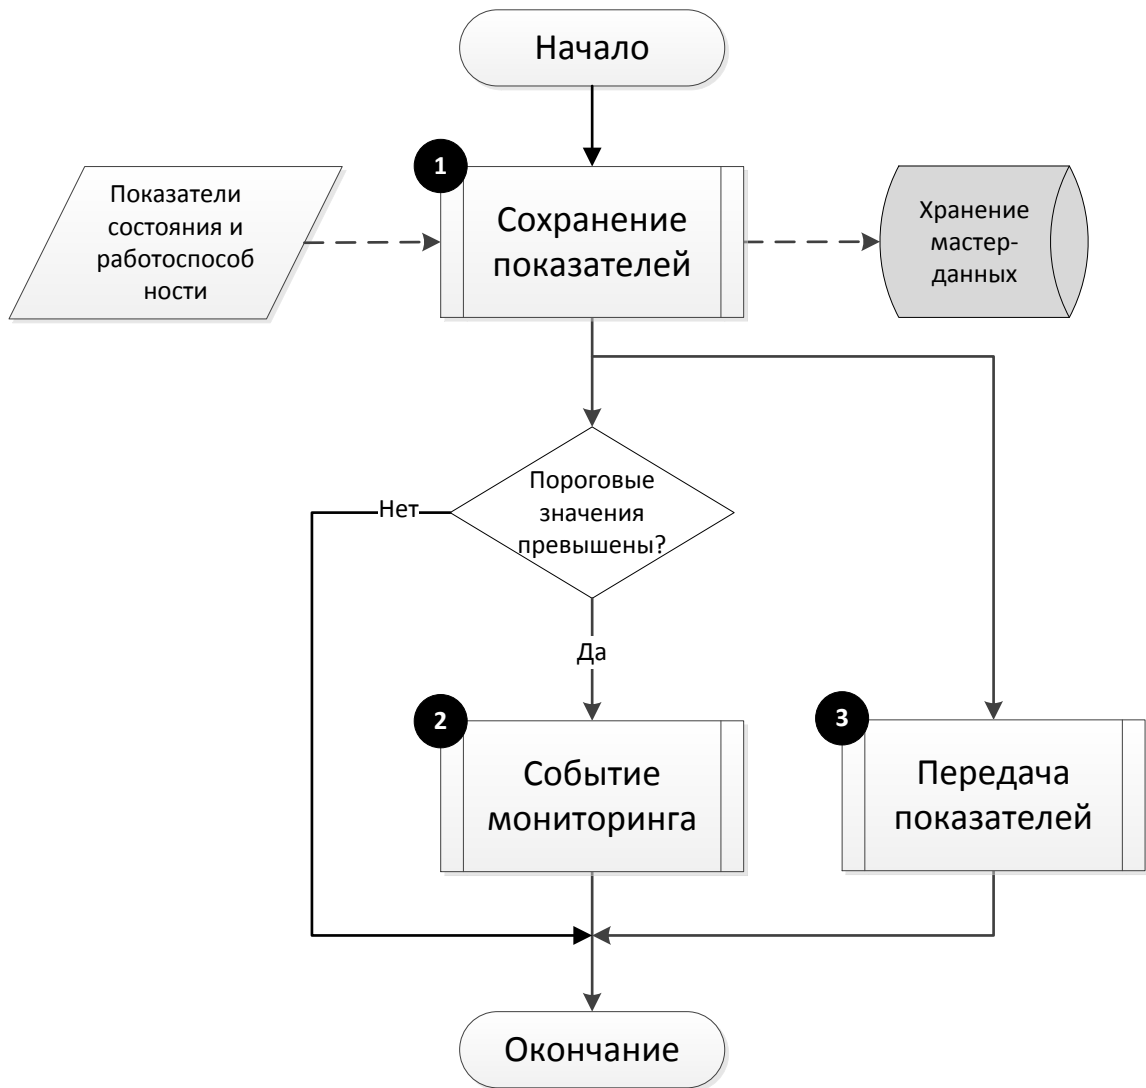 Начало
1
Показатели
состояния и
работоспособ
ности
Сохранение
показателей
Хранение
мастер-
данных
Пороговые
значения
превышены?
Нет
Да
2
Событие
мониторинга
3
Передача
показателей
Окончание